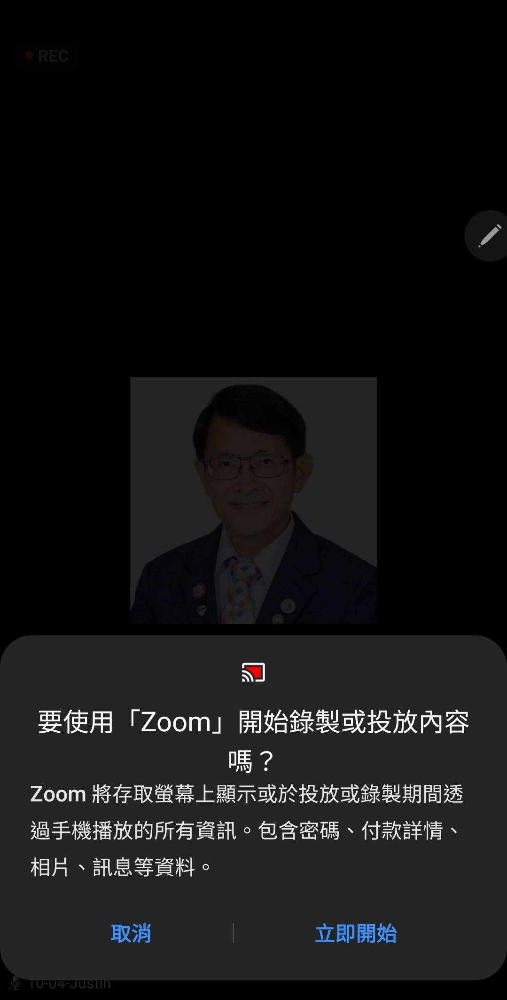 REC
要使用「Zoom」開始錄製或投放內容
嗎？
Zoom 將存取螢幕上顯示或於投放或錄製期間透
過手機播放的所有資訊。包含密碼、付款詳情、
相片、訊息等資料。
取消 立即開始
10-04-Justin